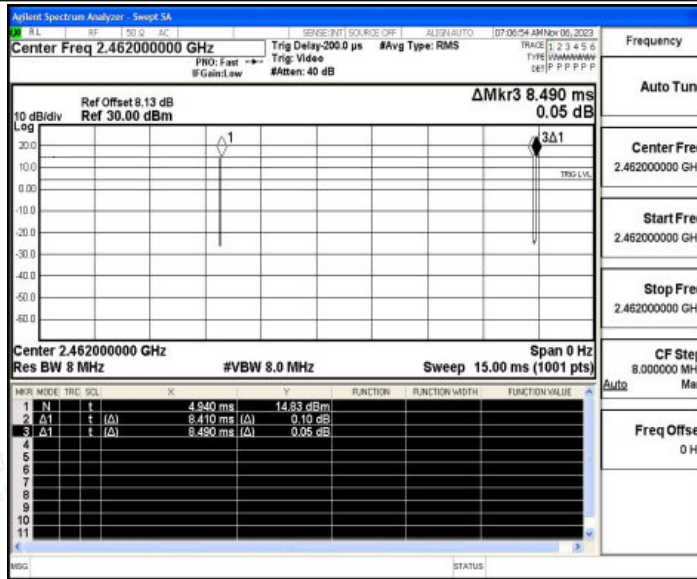 Agilent Spectrum Analyzer - Swept SA
RL RF 50 Ω AC SENSE:INT SOURCE OFF ALIGN AUTO 07:06:54 AM Nov 06, 2023
Center Freq 2.462000000 GHz
PNO: Fast
IFGain:Low
Trig Delay-200.0 µs
Trig: Video
#Atten: 40 dB
#Avg Type: RMS
TRACE 1 2 3 4 5 6
TYPE
DET P P P P P P
Ref Offset 8.13 dB
10 dB/div Ref 30.00 dBm
ΔMkr3 8.490 ms
0.05 dB
Log
1
3Δ1
20.0
10.0
TRIG LVL
0.00
-10.0
-20.0
-30.0
-40.0
-50.0
-60.0
Center 2.462000000 GHz Span 0 Hz
Res BW 8 MHz #VBW 8.0 MHz Sweep 15.00 ms (1001 pts)
MKR MODE TRC SCL X Y FUNCTION FUNCTION WIDTH FUNCTION VALUE
1 N t 4.940 ms 14.83 dBm
2 Δ1 t (Δ) 8.410 ms (Δ) 0.10 dB
3 Δ1 t (Δ) 8.490 ms (Δ) 0.05 dB
4
5
6
7
8
9
10
11
MSG STATUS
Frequency
Auto Tun
Center Fre
2.462000000 GH
Start Fre
2.462000000 GH
Stop Fre
2.462000000 GH
CF Step
8.000000 MH
Auto Ma
Freq Offse
0 H